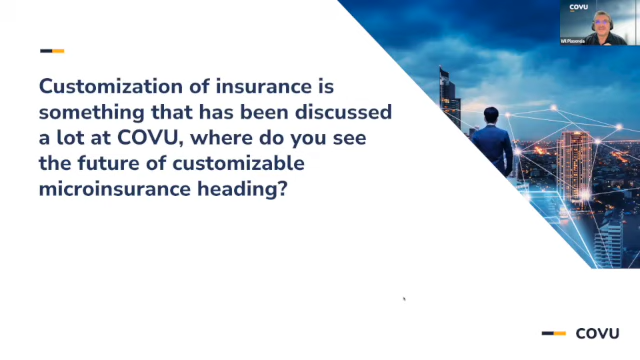 Customization of insurance is
something that has been discussed
a lot at COVU, where do you see
the future of customizable
microinsurance heading?
COVU
COVU